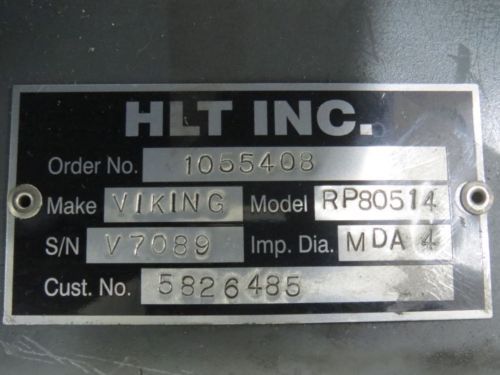 HLT INC.
Order No. 1055408
Make VIKING Model RP80514
S/N V7089 Imp. Dia. MDA 4
Cust. No. 5826485